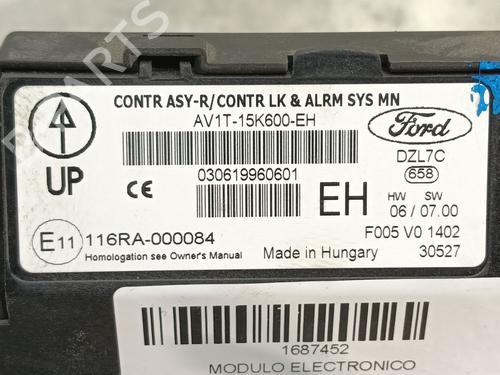 CONTR ASY-R/ CONTR LK & ALRM SYS MN
AV1T-15K600-EH
Ford
UP
CE
030619960601
EH
DZL7C
658
HW SW
06 / 07.00
E11 116RA-000084
F005 V0 1402
Homologation see Owner's Manual
Made in Hungary
30527
1687452
MODULO ELECTRONICO